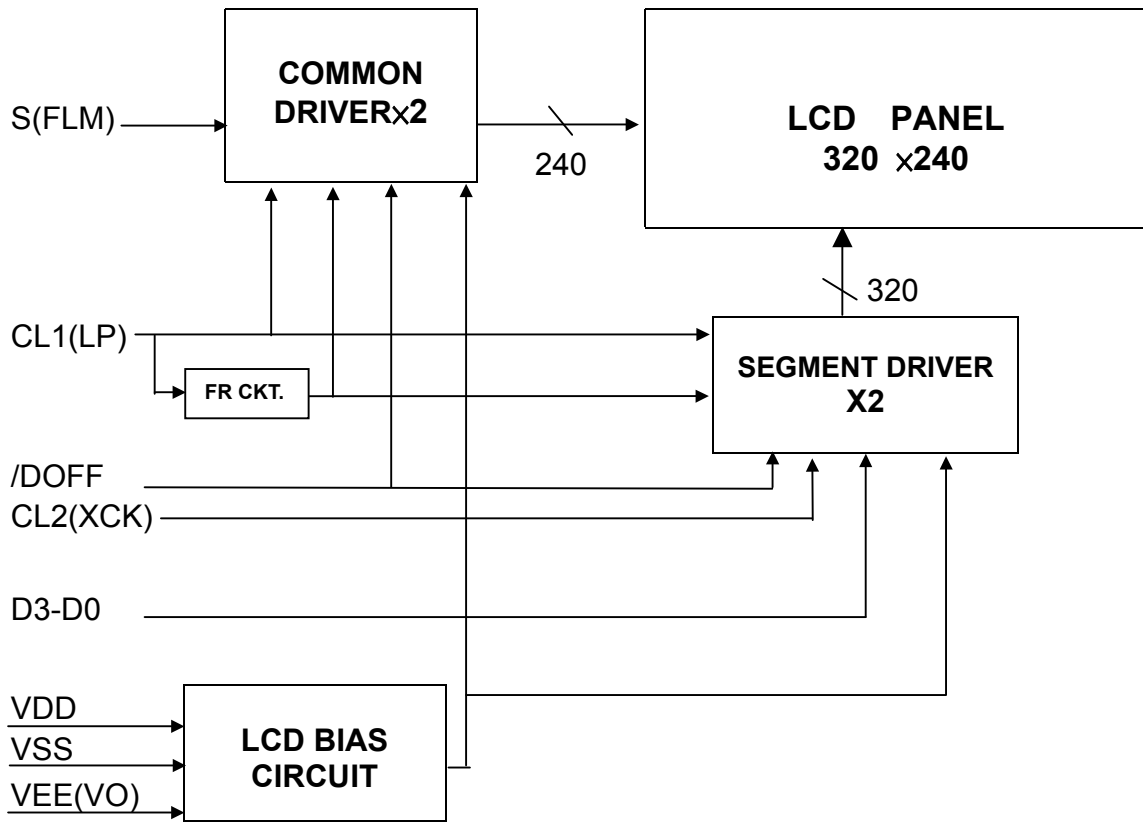 COMMON
DRIVER×2
S(FLM)
240
LCD PANEL
320 ×240
320
CL1(LP)
FR CKT.
SEGMENT DRIVER
X2
/DOFF
CL2(XCK)
D3-D0
VDD
VSS
VEE(VO)
LCD BIAS
CIRCUIT